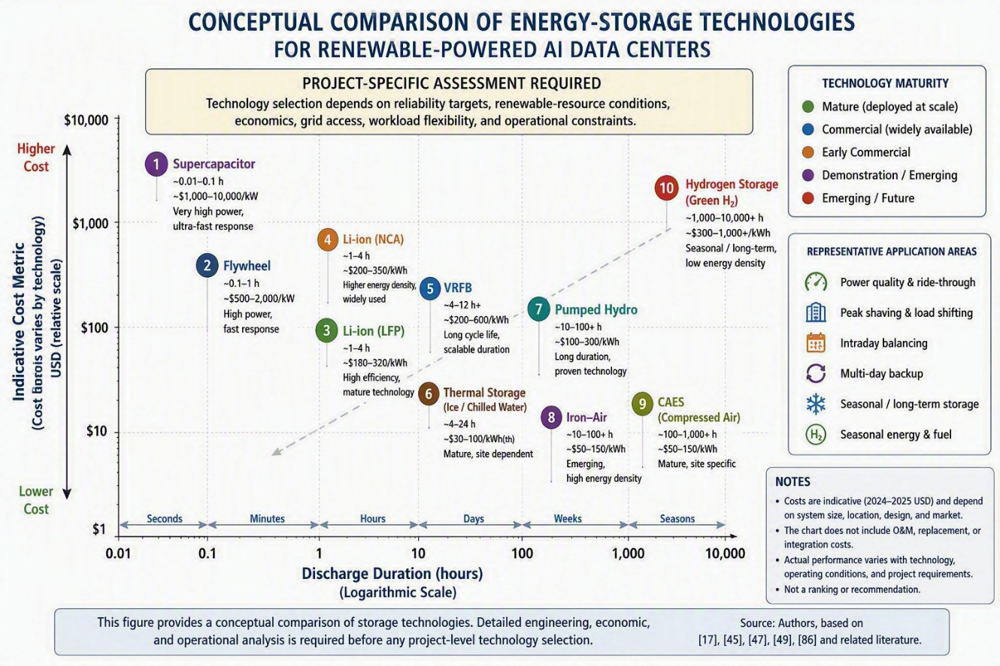 CONCEPTUAL COMPARISON OF ENERGY-STORAGE TECHNOLOGIES
FOR RENEWABLE-POWERED AI DATA CENTERS
PROJECT-SPECIFIC ASSESSMENT REQUIRED
Technology selection depends on reliability targets, renewable-resource conditions,
economics, grid access, workload flexibility, and operational constraints.
Higher
Cost
Lower
Cost
Indicative Cost Metric
(Cost varies by technology)
USD (relative scale)
$10,000
$1,000
$100
$10
$1
1
Supercapacitor
~0.01–0.1 h
~$1,000–10,000/kW
Very high power,
ultra-fast response
2
Flywheel
~0.1–1 h
~$500–2,000/kW
High power,
fast response
4
Li-ion (NCA)
~1–4 h
~$200–350/kWh
Higher energy density,
widely used
3
Li-ion (LFP)
~1–4 h
~$180–320/kWh
High efficiency,
mature technology
5
VRFB
~4–12 h+
~$200–600/kWh
Long cycle life,
scalable duration
6
Thermal Storage
(Ice / Chilled Water)
~4–24 h
~$30–100/kWh(th)
Mature, site dependent
7
Pumped Hydro
~10–100+ h
~$100–300/kWh
Long duration,
proven technology
8
Iron–Air
~10–100+ h
~$50–150/kWh
Emerging,
high energy density
9
CAES
(Compressed Air)
~100–1,000+ h
~$50–150/kWh
Mature, site specific
10
Hydrogen Storage
(Green H₂)
~1,000–10,000+ h
~$300–1,000+/kWh
Seasonal / long-term,
low energy density
Seconds
Minutes
Hours
Days
Weeks
Seasons
0.01
0.1
1
10
100
1,000
10,000
Discharge Duration (hours)
(Logarithmic Scale)
TECHNOLOGY MATURITY
Mature (deployed at scale)
Commercial (widely available)
Early Commercial
Demonstration / Emerging
Emerging / Future
REPRESENTATIVE APPLICATION AREAS
Power quality & ride-through
Peak shaving & load shifting
Intraday balancing
Multi-day backup
Seasonal / long-term storage
H₂
Seasonal energy & fuel
NOTES
• Costs are indicative (2024–2025 USD) and depend
on system size, location, design, and market.
• The chart does not include O&M, replacement, or
integration costs.
• Actual performance varies with technology,
operating conditions, and project requirements.
• Not a ranking or recommendation.
This figure provides a conceptual comparison of storage technologies. Detailed engineering, economic,
and operational analysis is required before any project-level technology selection.
Source: Authors, based on
[17], [45], [47], [49], [86] and related literature.